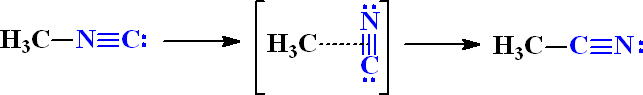 H₃C—N≡C: → [H₃C┄┄N̈≡C̈] → H₃C—C≡N: